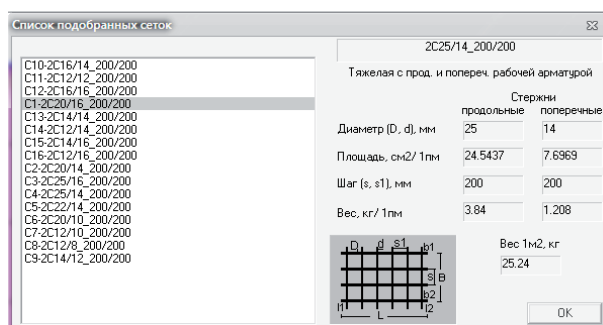 Список подобранных сеток
C10-2C16/14_200/200
C11-2C12/12_200/200
C12-2C16/16_200/200
C1-2C20/16_200/200
C13-2C14/14_200/200
C14-2C12/14_200/200
C15-2C14/16_200/200
C16-2C12/16_200/200
C2-2C20/14_200/200
C3-2C25/16_200/200
C4-2C25/14_200/200
C5-2C22/14_200/200
C6-2C20/10_200/200
C7-2C12/10_200/200
C8-2C12/8_200/200
C9-2C14/12_200/200
2C25/14_200/200
Тяжелая с прод. и попереч. рабочей арматурой
Стержни
продольные поперечные
Диаметр (D, d), мм 25 14
Площадь, см2/ 1пм 24.5437 7.6969
Шаг (s, s1), мм 200 200
Вес, кг/ 1пм 3.84 1.208
D d s1 b1
s B
b2
l1 L l2
Вес 1м2, кг
25.24
OK